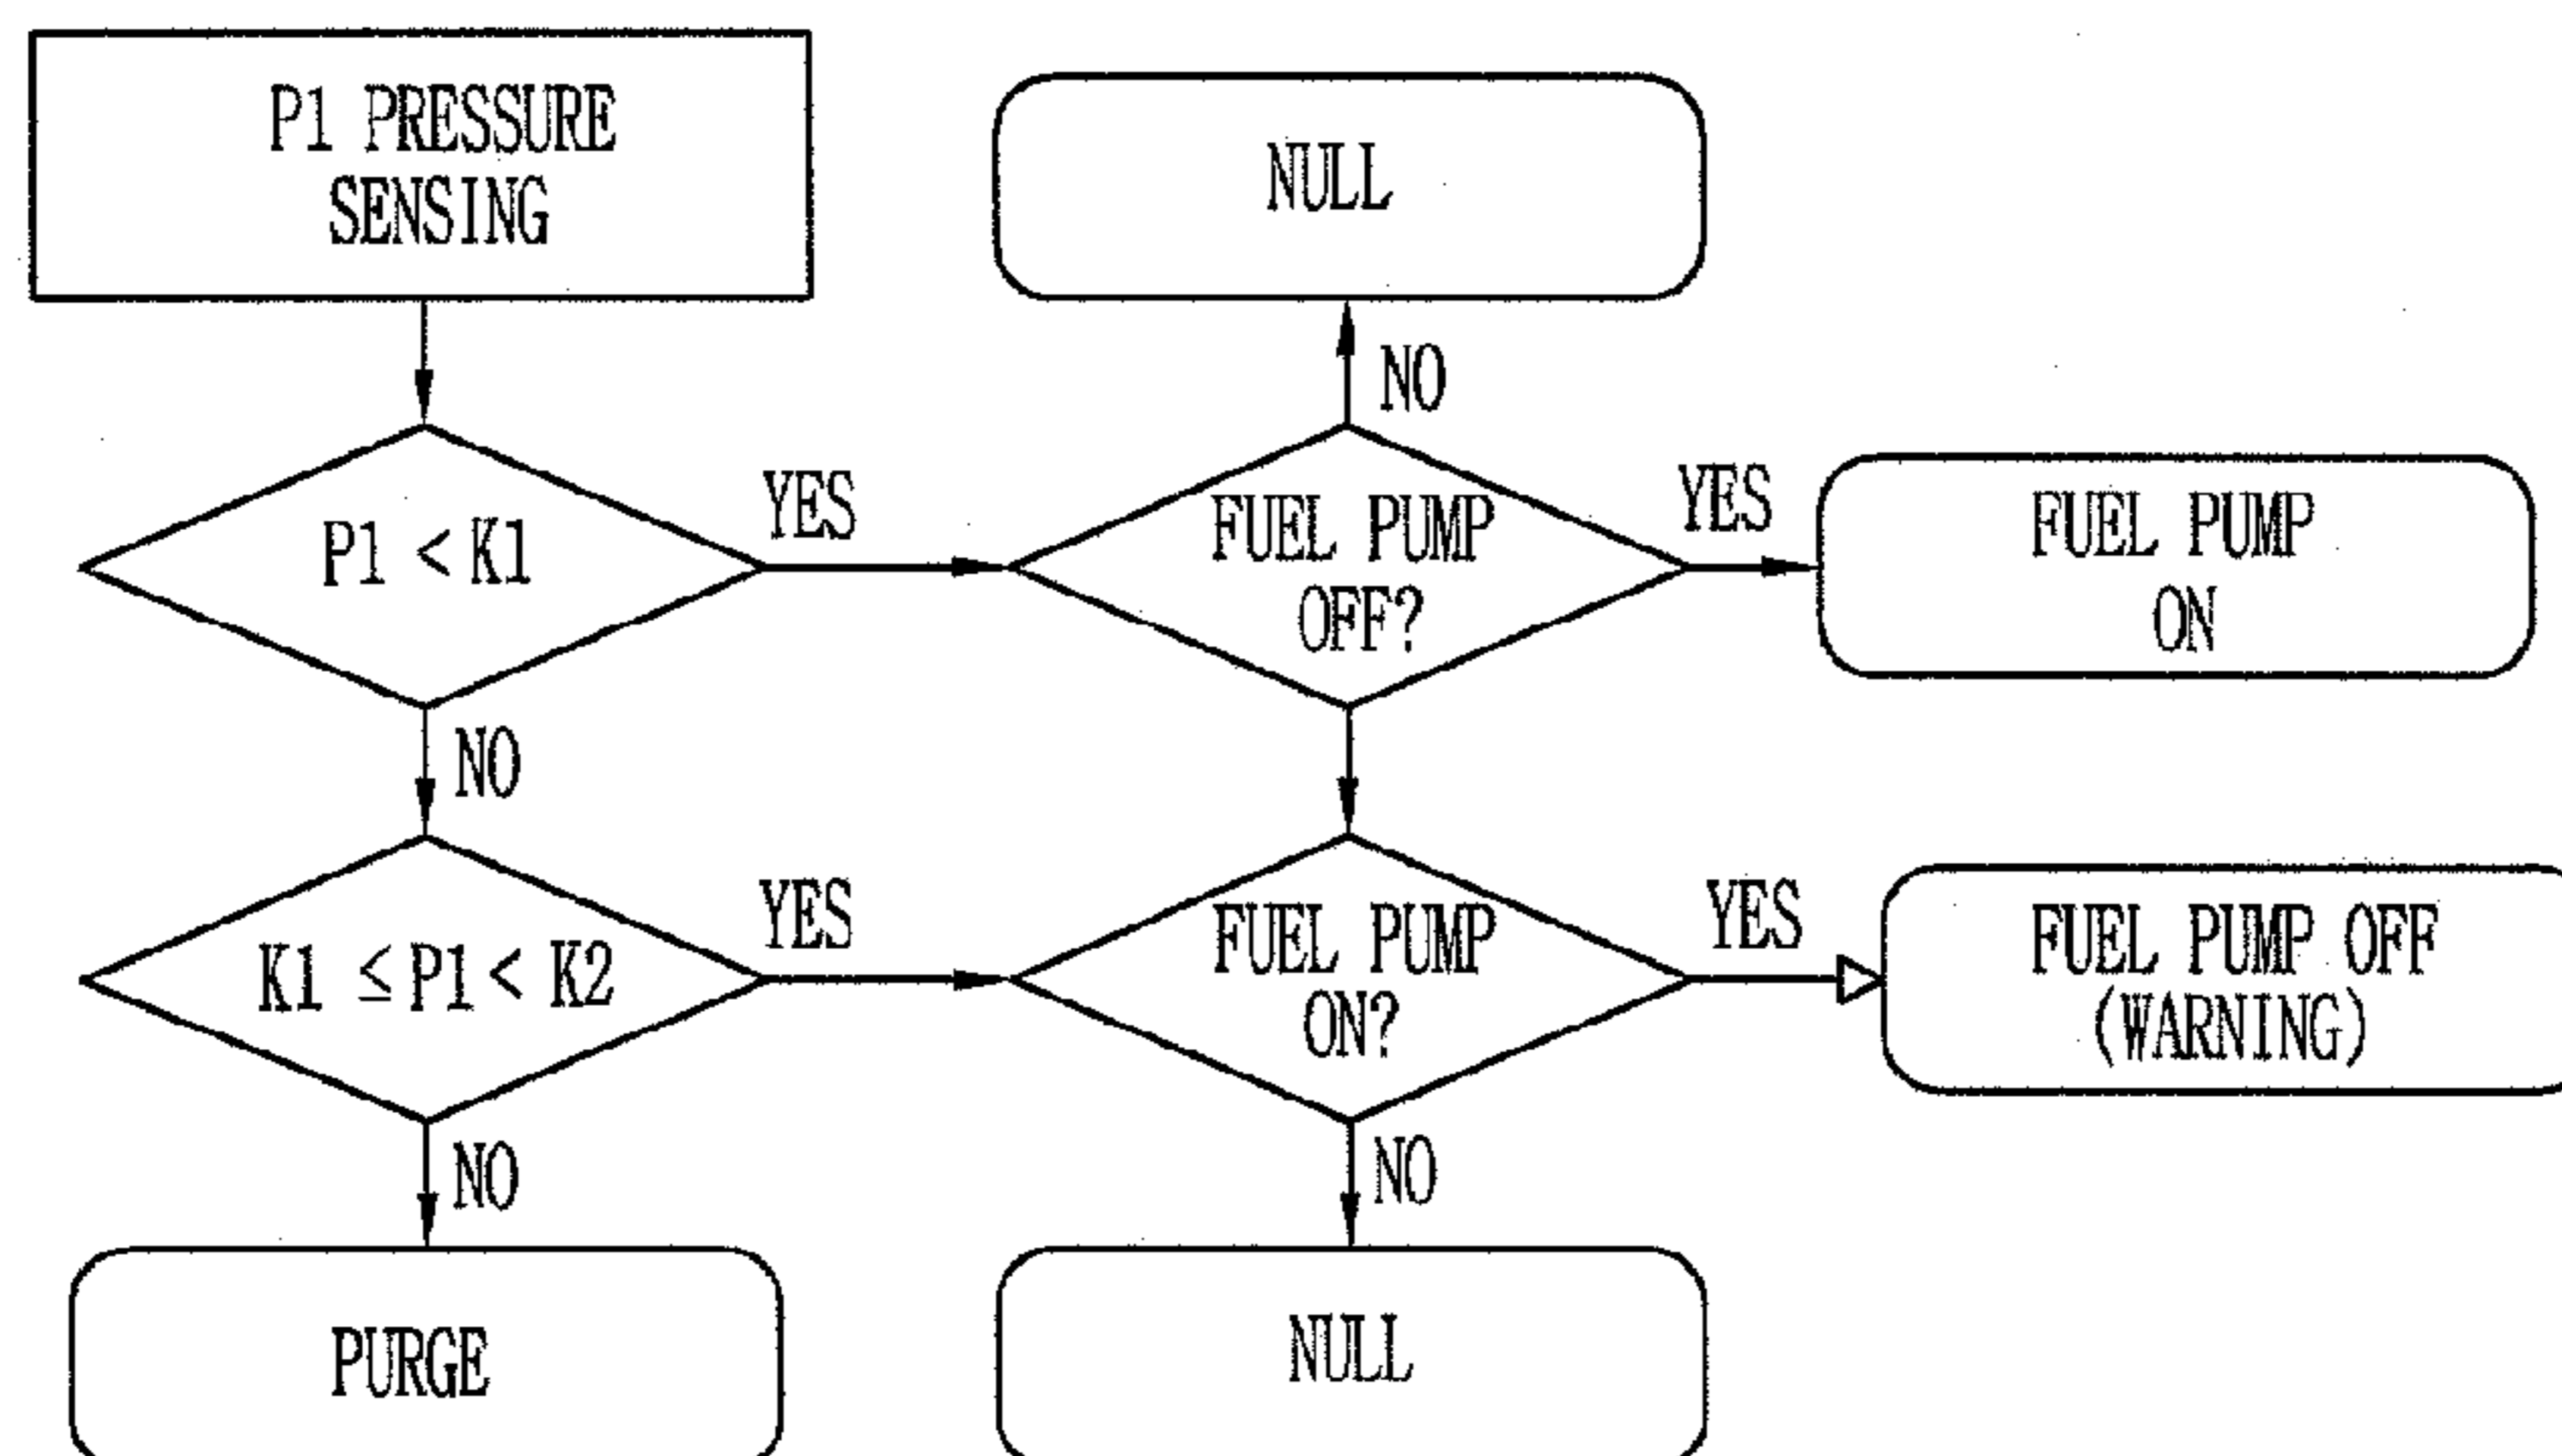 P1 PRESSURE
SENSING
NULL
NO
P1 < K1
YES
FUEL PUMP
OFF?
YES
FUEL PUMP
ON
NO
K1 ≤ P1 < K2
YES
FUEL PUMP
ON?
YES
FUEL PUMP OFF
(WARNING)
NO
NO
PURGE
NULL